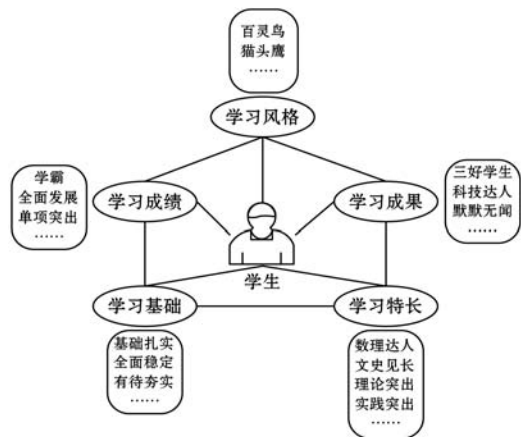 百灵鸟
猫头鹰
……
学习风格
学霸
全面发展
单项突出
……
学习成绩
学习成果
三好学生
科技达人
默默无闻
……
学生
学习基础
学习特长
基础扎实
全面稳定
有待夯实
……
数理达人
文史见长
理论突出
实践突出
……